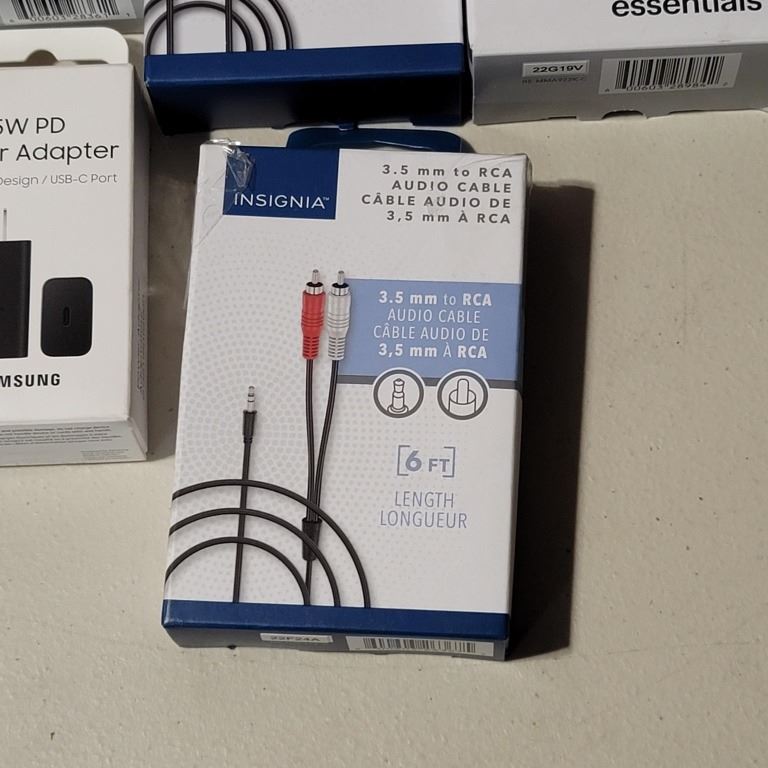 essentials
22G19V
5W PD
r Adapter
Design / USB-C Port
MSUNG
INSIGNIA™
3.5 mm to RCA
AUDIO CABLE
CÂBLE AUDIO DE
3,5 mm À RCA
3.5 mm to RCA
AUDIO CABLE
CÂBLE AUDIO DE
3,5 mm À RCA
[6 FT]
LENGTH
LONGUEUR
22F24A